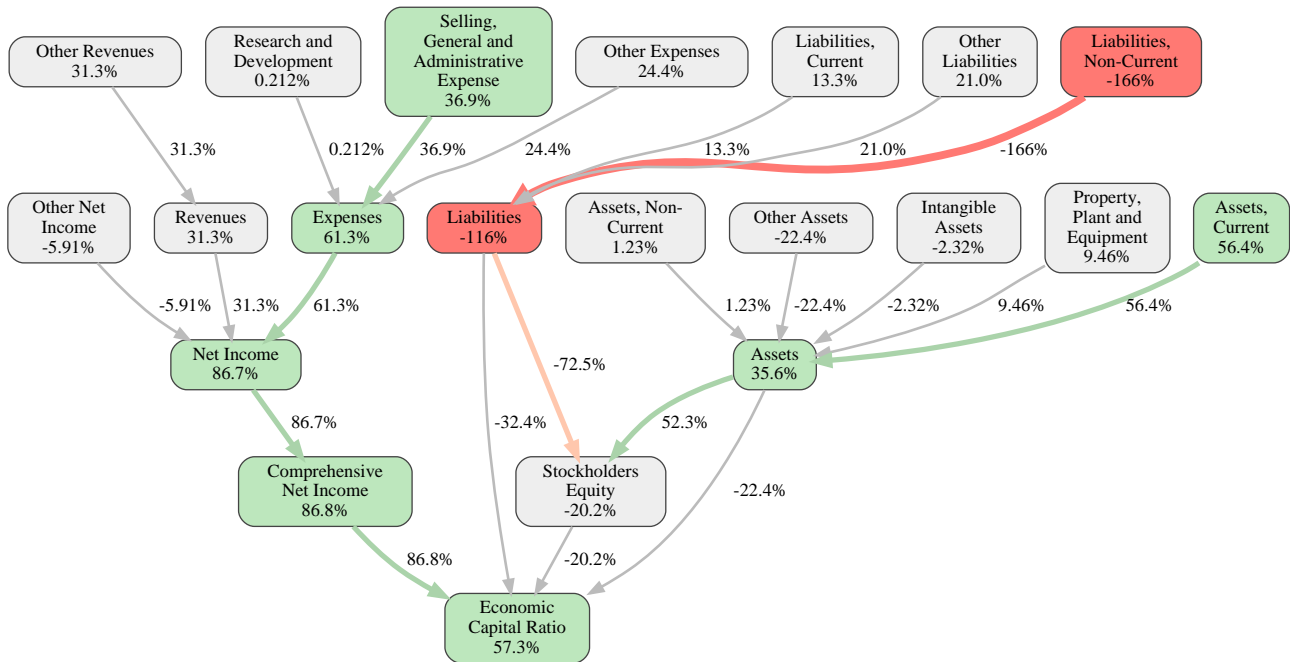 Other Revenues
31.3%
Research and
Development
0.212%
Selling,
General and
Administrative
Expense
36.9%
Other Expenses
24.4%
Liabilities,
Current
13.3%
Other
Liabilities
21.0%
Liabilities,
Non-Current
-166%
31.3%
0.212%
36.9%
24.4%
13.3%
21.0%
-166%
Other Net
Income
-5.91%
Revenues
31.3%
Expenses
61.3%
Liabilities
-116%
Assets, Non-
Current
1.23%
Other Assets
-22.4%
Intangible
Assets
-2.32%
Property,
Plant and
Equipment
9.46%
Assets,
Current
56.4%
-5.91%
31.3%
61.3%
1.23%
-22.4%
-2.32%
9.46%
56.4%
Net Income
86.7%
-72.5%
Assets
35.6%
86.7%
-32.4%
52.3%
Comprehensive
Net Income
86.8%
Stockholders
Equity
-20.2%
-22.4%
86.8%
-20.2%
Economic
Capital Ratio
57.3%